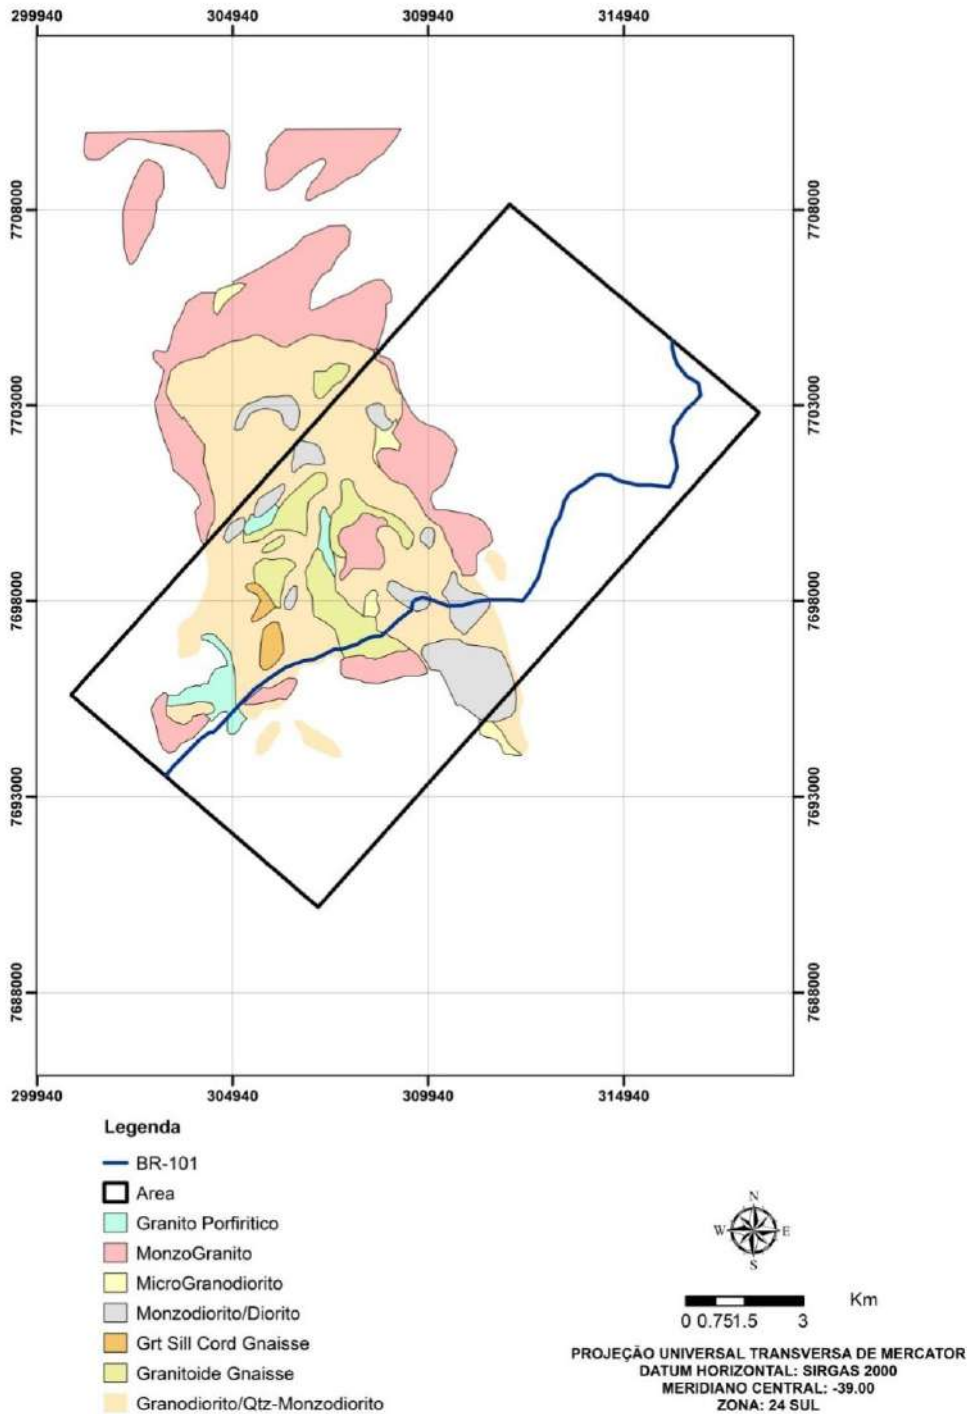 299940 304940 309940 314940
7708000 7708000
7703000 7703000
7698000 7698000
7693000 7693000
7688000 7688000
299940 304940 309940 314940
Legenda
BR-101
Area
Granito Porfiritico
MonzoGranito
MicroGranodiorito
Monzodiorito/Diorito
Grt Sill Cord Gnaisse
Granitoide Gnaisse
Granodiorito/Qtz-Monzodiorito
N
W E
S
Km
0 0.751.5 3
PROJEÇÃO UNIVERSAL TRANSVERSA DE MERCATOR
DATUM HORIZONTAL: SIRGAS 2000
MERIDIANO CENTRAL: -39.00
ZONA: 24 SUL